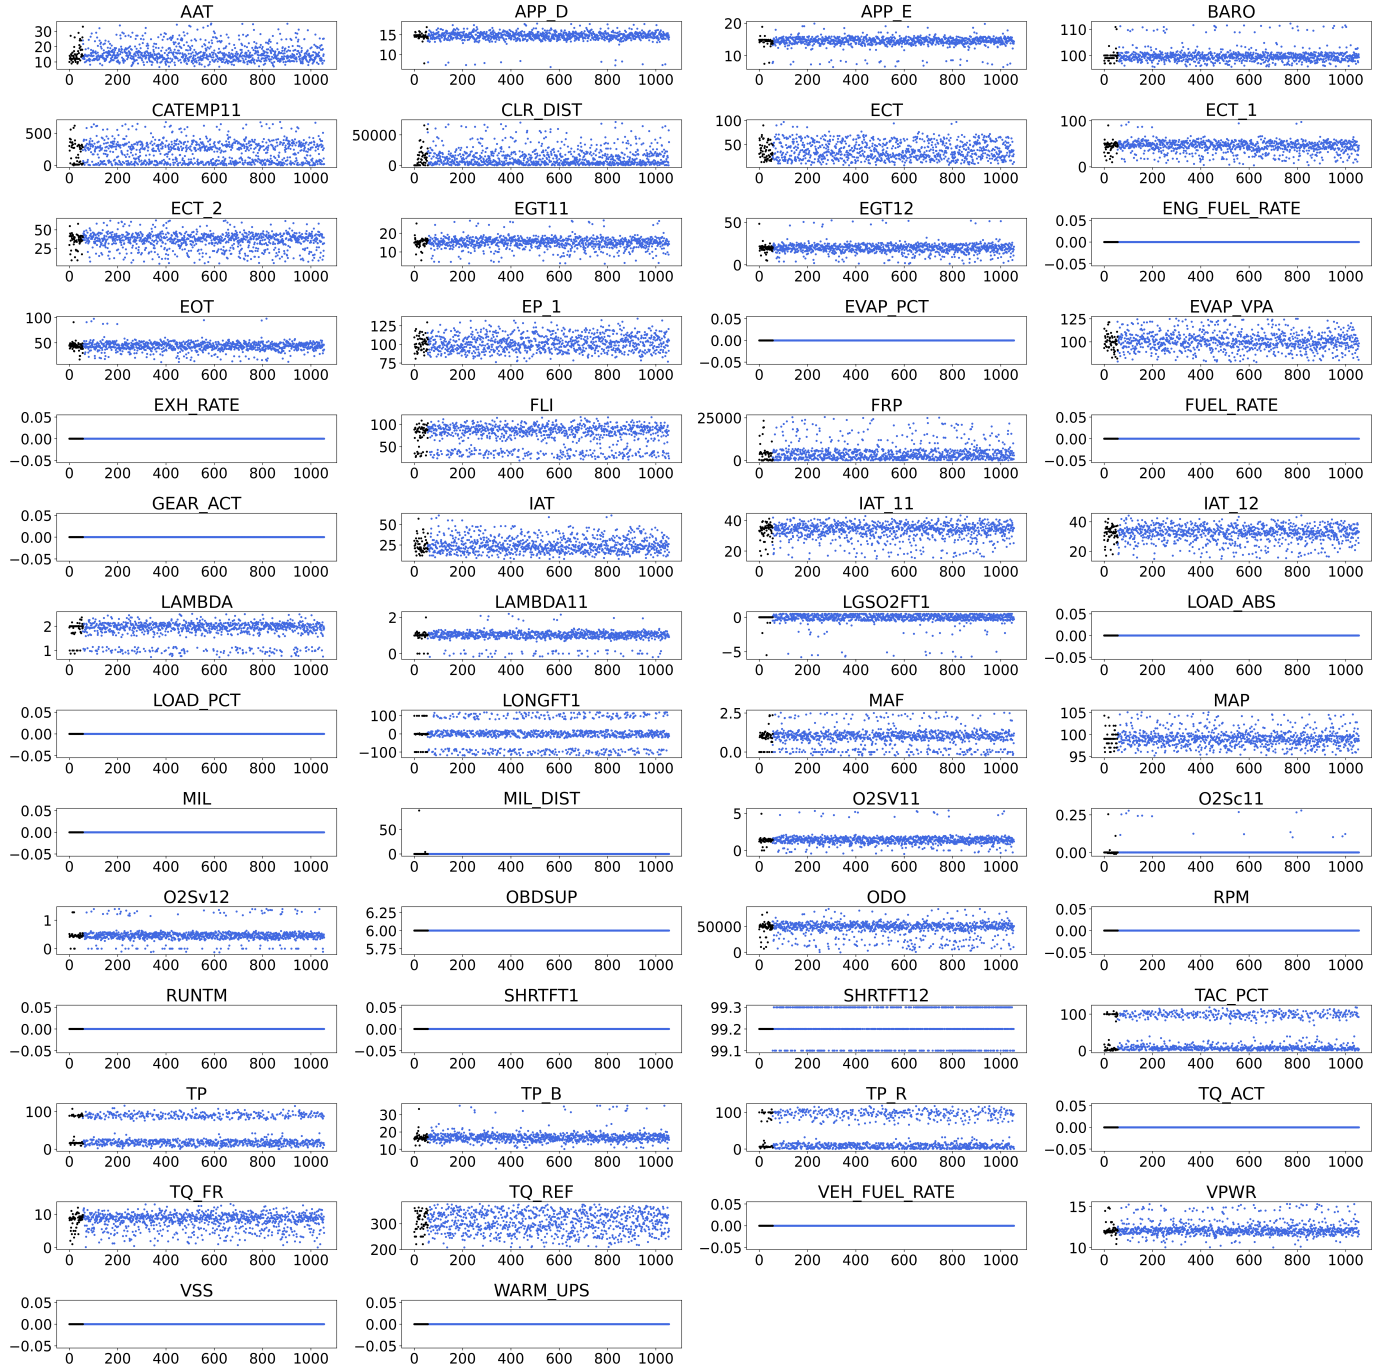 AAT APP_D APP_E BARO
30 15 20 110
20 10 10 100
10
0 200 400 600 800 1000 0 200 400 600 800 1000 0 200 400 600 800 1000 0 200 400 600 800 1000
CATEMP11 CLR_DIST ECT ECT_1
500 50000 100 100
0 0 50 0
0 200 400 600 800 1000 0 200 400 600 800 1000 0 200 400 600 800 1000 0 200 400 600 800 1000
ECT_2 EGT11 EGT12 ENG_FUEL_RATE
50 20 50 0.05
25 10 0 0.00
−0.05
0 200 400 600 800 1000 0 200 400 600 800 1000 0 200 400 600 800 1000 0 200 400 600 800 1000
EOT EP_1 EVAP_PCT EVAP_VPA
100 125 0.05 125
50 100 0.00 100
75 −0.05
0 200 400 600 800 1000 0 200 400 600 800 1000 0 200 400 600 800 1000 0 200 400 600 800 1000
EXH_RATE FLI FRP FUEL_RATE
0.05 100 25000 0.05
0.00 50 0 0.00
−0.05 −0.05
0 200 400 600 800 1000 0 200 400 600 800 1000 0 200 400 600 800 1000 0 200 400 600 800 1000
GEAR_ACT IAT IAT_11 IAT_12
0.05 50 40 40
0.00 25 20 20
−0.05
0 200 400 600 800 1000 0 200 400 600 800 1000 0 200 400 600 800 1000 0 200 400 600 800 1000
LAMBDA LAMBDA11 LGSO2FT1 LOAD_ABS
2 2 0 0.05
1 0 −5 0.00
−0.05
0 200 400 600 800 1000 0 200 400 600 800 1000 0 200 400 600 800 1000 0 200 400 600 800 1000
LOAD_PCT LONGFT1 MAF MAP
0.05 100 2.5 105
0.00 0 0.0 100
−0.05 −100 95
0 200 400 600 800 1000 0 200 400 600 800 1000 0 200 400 600 800 1000 0 200 400 600 800 1000
MIL MIL_DIST O2SV11 O2Sc11
0.05 50 5 0.25
0.00 0 0 0.00
−0.05
0 200 400 600 800 1000 0 200 400 600 800 1000 0 200 400 600 800 1000 0 200 400 600 800 1000
O2Sv12 OBDSUP ODO RPM
1 6.25 50000 0.05
0 6.00 0 0.00
5.75 −0.05
0 200 400 600 800 1000 0 200 400 600 800 1000 0 200 400 600 800 1000 0 200 400 600 800 1000
RUNTM SHRTFT1 SHRTFT12 TAC_PCT
0.05 0.05 99.3 100
0.00 0.00 99.2 0
−0.05 −0.05 99.1
0 200 400 600 800 1000 0 200 400 600 800 1000 0 200 400 600 800 1000 0 200 400 600 800 1000
TP TP_B TP_R TQ_ACT
100 30 100 0.05
0 20 0 0.00
10 −0.05
0 200 400 600 800 1000 0 200 400 600 800 1000 0 200 400 600 800 1000 0 200 400 600 800 1000
TQ_FR TQ_REF VEH_FUEL_RATE VPWR
10 300 0.05 15
0 200 0.00 10
−0.05
0 200 400 600 800 1000 0 200 400 600 800 1000 0 200 400 600 800 1000 0 200 400 600 800 1000
VSS WARM_UPS
0.05 0.05
0.00 0.00
−0.05 −0.05
0 200 400 600 800 1000 0 200 400 600 800 1000